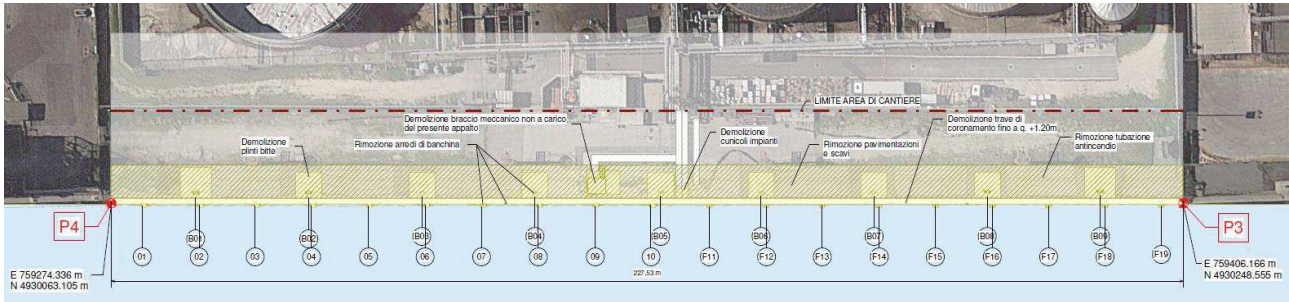 LIMITE AREA DI CANTIERE
Demolizione braccio meccanico non a carico
del presente appalto
Demolizione trave di
coronamento fino a q. +1.20m
Demolizione
plinti bitte
Rimozione arredi di banchina
Demolizione
cunicoli impianti
Rimozione pavimentazioni
e scavi
Rimozione tubazione
antincendio
P4
P3
B01
B02
B03
B04
B05
B06
B07
B08
B09
01
02
03
04
05
06
07
08
09
10
F11
F12
F13
F14
F15
F16
F17
F18
F19
E 759274.336 m
N 4930063.105 m
227.53 m
E 759406.166 m
N 4930248.555 m